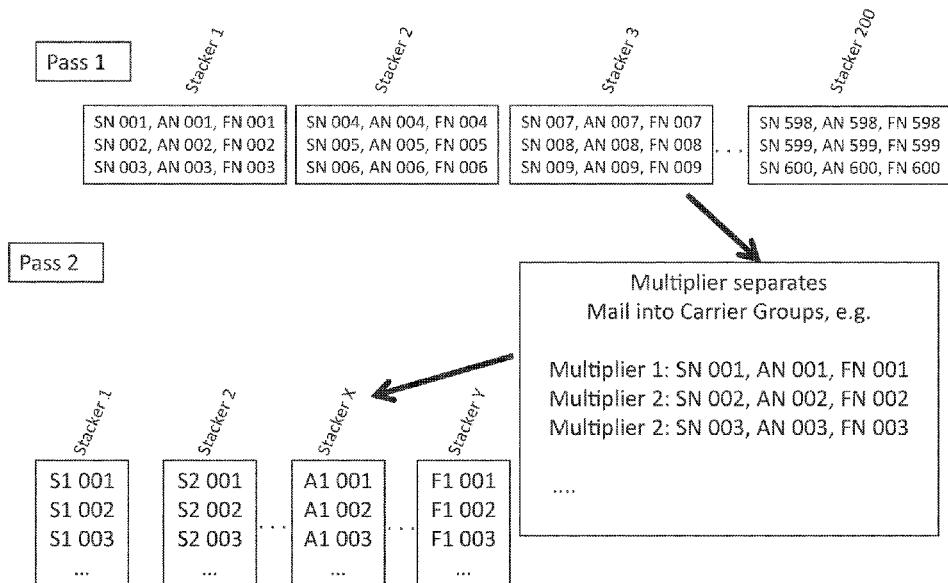 Pass 1
Stacker 1
Stacker 2
Stacker 3
Stacker 200
SN 001, AN 001, FN 001
SN 002, AN 002, FN 002
SN 003, AN 003, FN 003
SN 004, AN 004, FN 004
SN 005, AN 005, FN 005
SN 006, AN 006, FN 006
SN 007, AN 007, FN 007
SN 008, AN 008, FN 008
SN 009, AN 009, FN 009
. . .
SN 598, AN 598, FN 598
SN 599, AN 599, FN 599
SN 600, AN 600, FN 600
Pass 2
Multiplier separates
Mail into Carrier Groups, e.g.
Multiplier 1: SN 001, AN 001, FN 001
Multiplier 2: SN 002, AN 002, FN 002
Multiplier 2: SN 003, AN 003, FN 003
....
Stacker 1
Stacker 2
Stacker X
Stacker Y
S1 001
S1 002
S1 003
...
S2 001
S2 002
S2 003
...
. . .
A1 001
A1 002
A1 003
...
. . .
F1 001
F1 002
F1 003
...